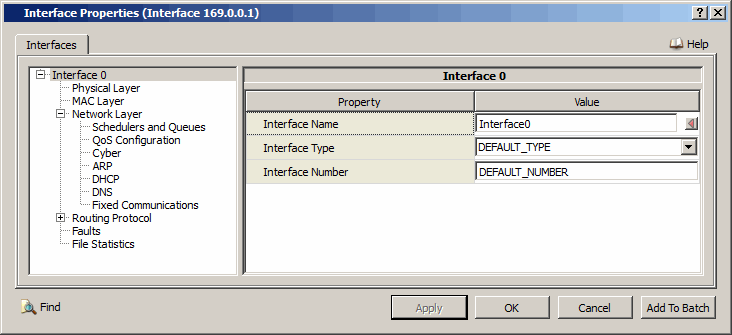 Interface Properties (Interface 169.0.0.1)
?
Interfaces
Help
Interface 0
Physical Layer
MAC Layer
Network Layer
Schedulers and Queues
QoS Configuration
Cyber
ARP
DHCP
DNS
Fixed Communications
Routing Protocol
Faults
File Statistics
Interface 0
Property Value
Interface Name Interface0
Interface Type DEFAULT_TYPE
Interface Number DEFAULT_NUMBER
Find
Apply OK Cancel Add To Batch